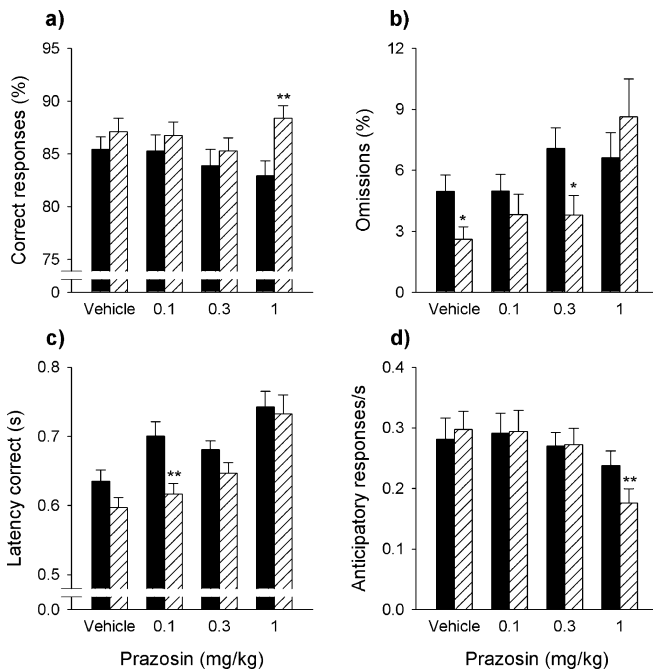 a)
Correct responses (%)
95
90
85
80
75
0
**
Vehicle 0.1 0.3 1
b)
Omissions (%)
12
9
6
3
0
*
*
Vehicle 0.1 0.3 1
c)
Latency correct (s)
0.8
0.7
0.6
0.5
0.0
**
Vehicle 0.1 0.3 1
Prazosin (mg/kg)
d)
Anticipatory responses/s
0.4
0.3
0.2
0.1
0.0
**
Vehicle 0.1 0.3 1
Prazosin (mg/kg)